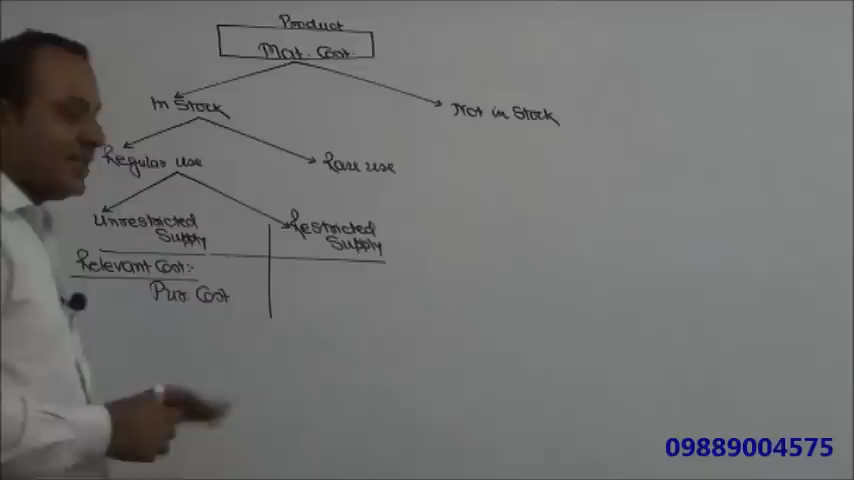 Product
Mat. Cost.
In Stock
Not in Stock
Regular use
Rare use
Unrestricted
Supply
Restricted
Supply
Relevant Cost:-
Pur. Cost
09889004575